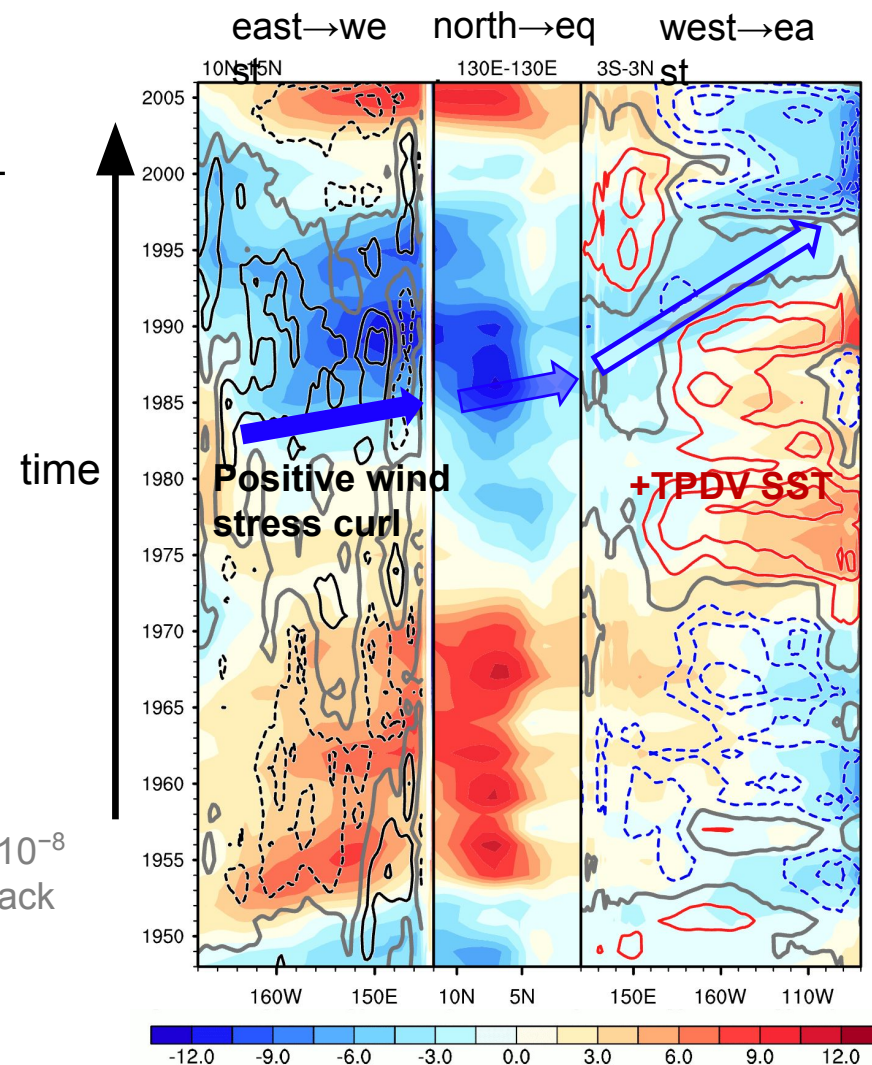 east→we
st
north→eq
west→ea
st
10N-15N
130E-130E
3S-3N
2005
2000
1995
1990
1985
1980
1975
1970
1965
1960
1955
1950
time
Positive wind
stress curl
+TPDV SST
10⁻⁸
ack
160W
150E
10N
5N
150E
160W
110W
-12.0
-9.0
-6.0
-3.0
0.0
3.0
6.0
9.0
12.0